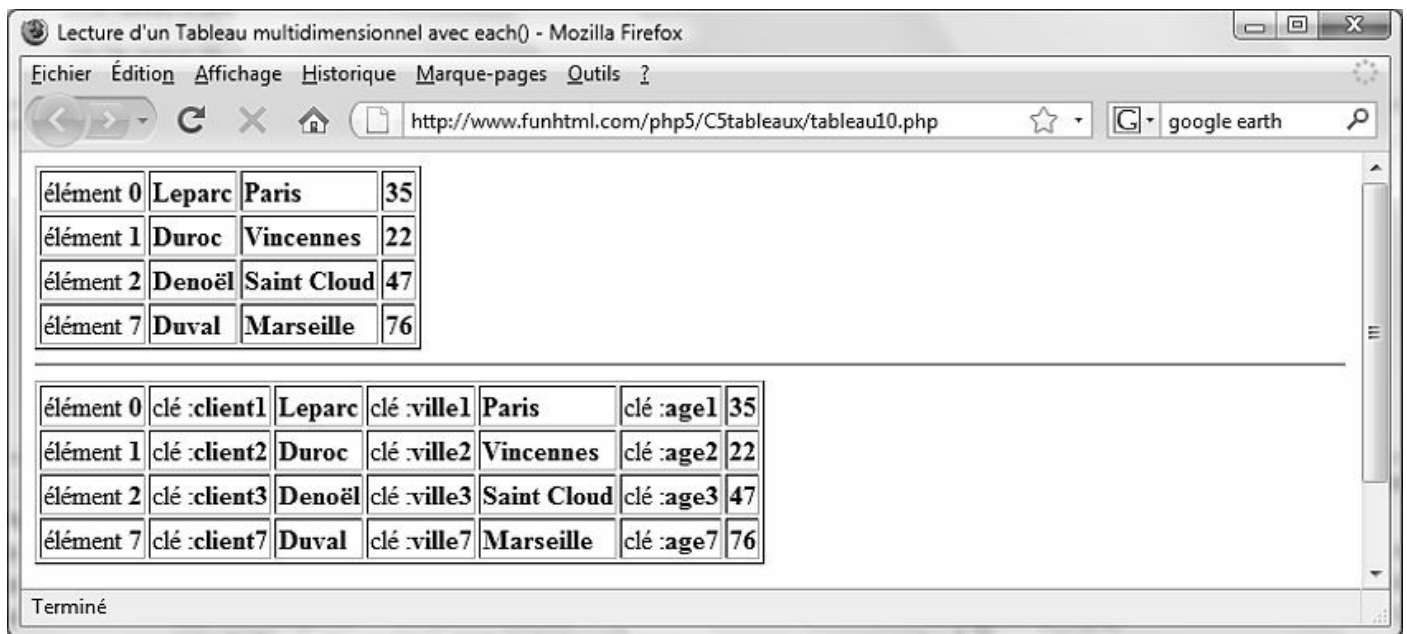 Lecture d'un Tableau multidimensionnel avec each() - Mozilla Firefox
Fichier Édition Affichage Historique Marque-pages Outils ?
http://www.funhtml.com/php5/C5tableaux/tableau10.php G google earth
élément 0 Leparc Paris 35
élément 1 Duroc Vincennes 22
élément 2 Denoël Saint Cloud 47
élément 7 Duval Marseille 76
élément 0 clé :client1 Leparc clé :ville1 Paris clé :age1 35
élément 1 clé :client2 Duroc clé :ville2 Vincennes clé :age2 22
élément 2 clé :client3 Denoël clé :ville3 Saint Cloud clé :age3 47
élément 7 clé :client7 Duval clé :ville7 Marseille clé :age7 76
Terminé